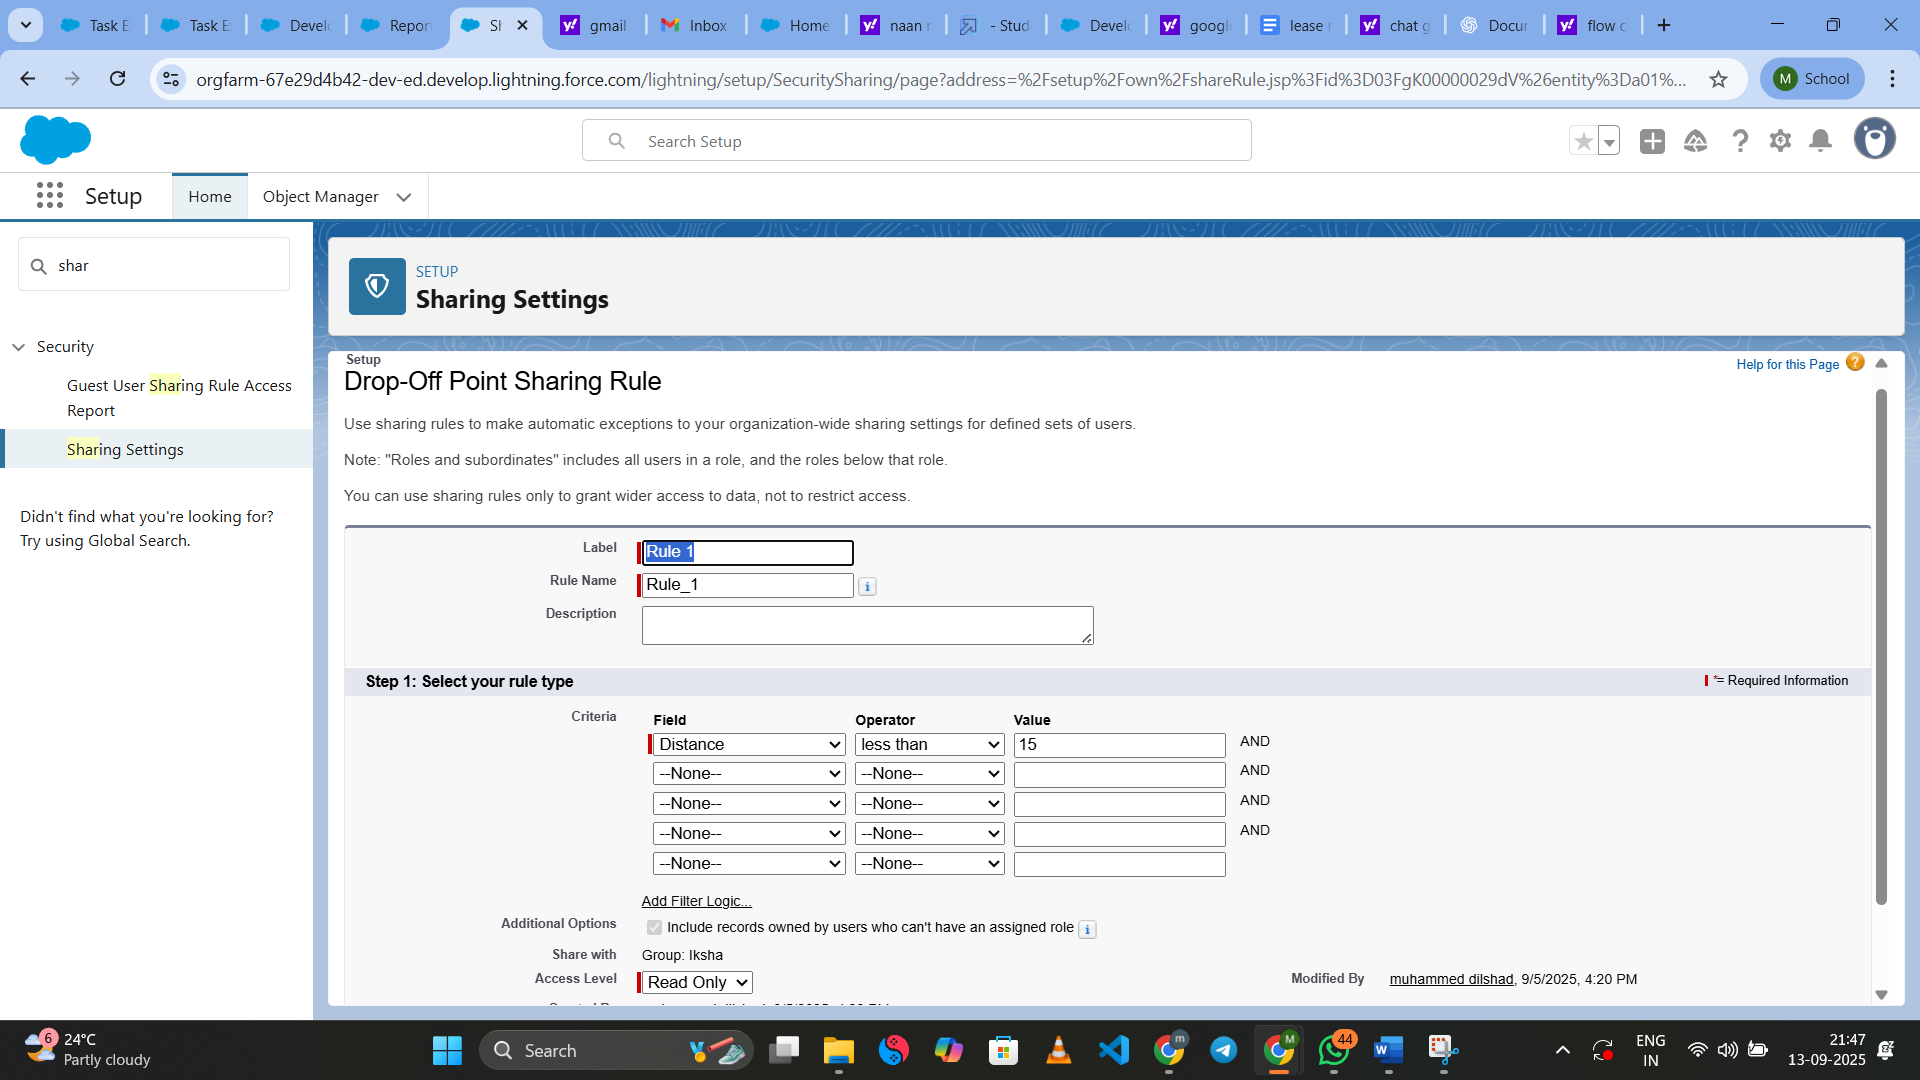 Task E
Task E
Develo
Report
Sh
gmail
Inbox
Home
naan r
- Stud
Develo
google
lease r
chat g
Docur
flow c
orgfarm-67e29d4b42-dev-ed.develop.lightning.force.com/lightning/setup/SecuritySharing/page?address=%2Fsetup%2Fown%2FshareRule.jsp%3Fid%3D03FgK00000029dV%26entity%3Da01%...
M School
Search Setup
Setup
Home
Object Manager
shar
Security
Guest User Sharing Rule Access
Report
Sharing Settings
Didn't find what you're looking for?
Try using Global Search.
SETUP
Sharing Settings
Setup
Help for this Page
Drop-Off Point Sharing Rule
Use sharing rules to make automatic exceptions to your organization-wide sharing settings for defined sets of users.
Note: "Roles and subordinates" includes all users in a role, and the roles below that role.
You can use sharing rules only to grant wider access to data, not to restrict access.
Label Rule 1
Rule Name Rule_1
Description
Step 1: Select your rule type
*= Required Information
Criteria Field Operator Value
Distance less than 15 AND
--None-- --None-- AND
--None-- --None-- AND
--None-- --None-- AND
--None-- --None--
Add Filter Logic...
Additional Options Include records owned by users who can't have an assigned role
Share with Group: Iksha
Access Level Read Only
Modified By muhammed dilshad, 9/5/2025, 4:20 PM
6
24°C
Partly cloudy
Search
m
M
44
ENG
IN
21:47
13-09-2025